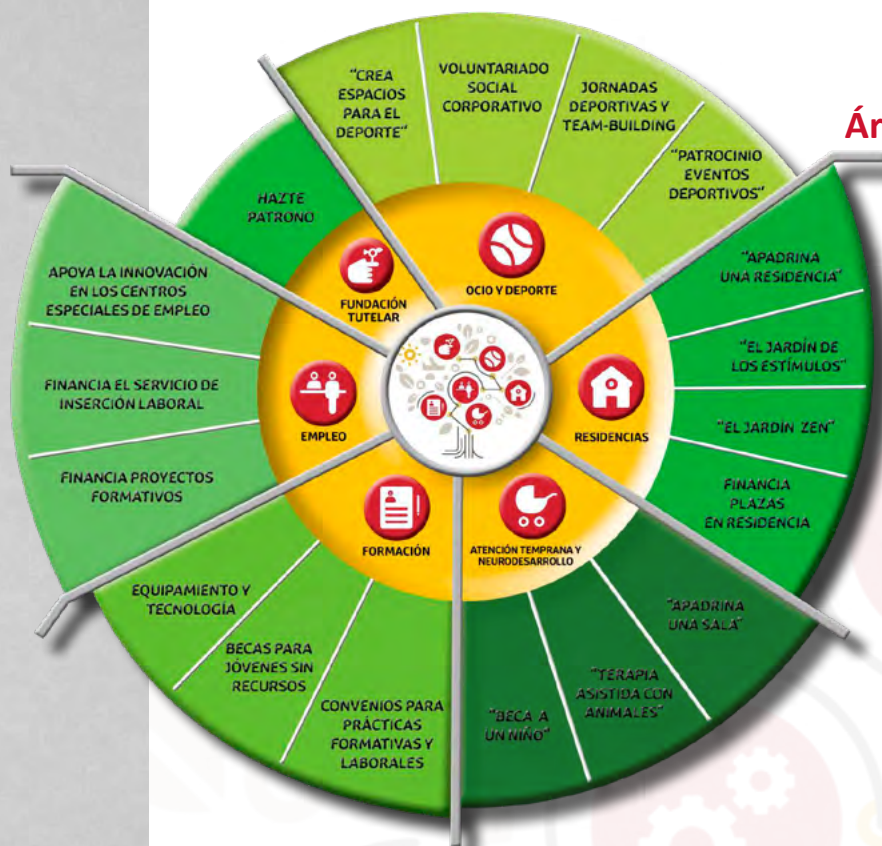 "CREA
ESPACIOS
PARA EL
DEPORTE"
VOLUNTARIADO
SOCIAL
CORPORATIVO
JORNADAS
DEPORTIVAS Y
TEAM-BUILDING
"PATROCINIO
EVENTOS
DEPORTIVOS"
HAZTE
PATRONO
FUNDACIÓN
TUTELAR
OCIO Y DEPORTE
"APADRINA
UNA RESIDENCIA"
"EL JARDÍN DE
LOS ESTÍMULOS"
"EL JARDÍN ZEN"
FINANCIA
PLAZAS
EN RESIDENCIA
RESIDENCIAS
APOYA LA INNOVACIÓN
EN LOS CENTROS
ESPECIALES DE EMPLEO
FINANCIA EL SERVICIO DE
INSERCIÓN LABORAL
FINANCIA PROYECTOS
FORMATIVOS
EMPLEO
FORMACIÓN
ATENCIÓN TEMPRANA Y
NEURODESARROLLO
EQUIPAMIENTO Y
TECNOLOGÍA
BECAS PARA
JÓVENES SIN
RECURSOS
CONVENIOS PARA
PRÁCTICAS
FORMATIVAS Y
LABORALES
"BECA A
UN NIÑO"
"TERAPIA
ASISTIDA CON
ANIMALES"
"APADRINA
UNA SALA"